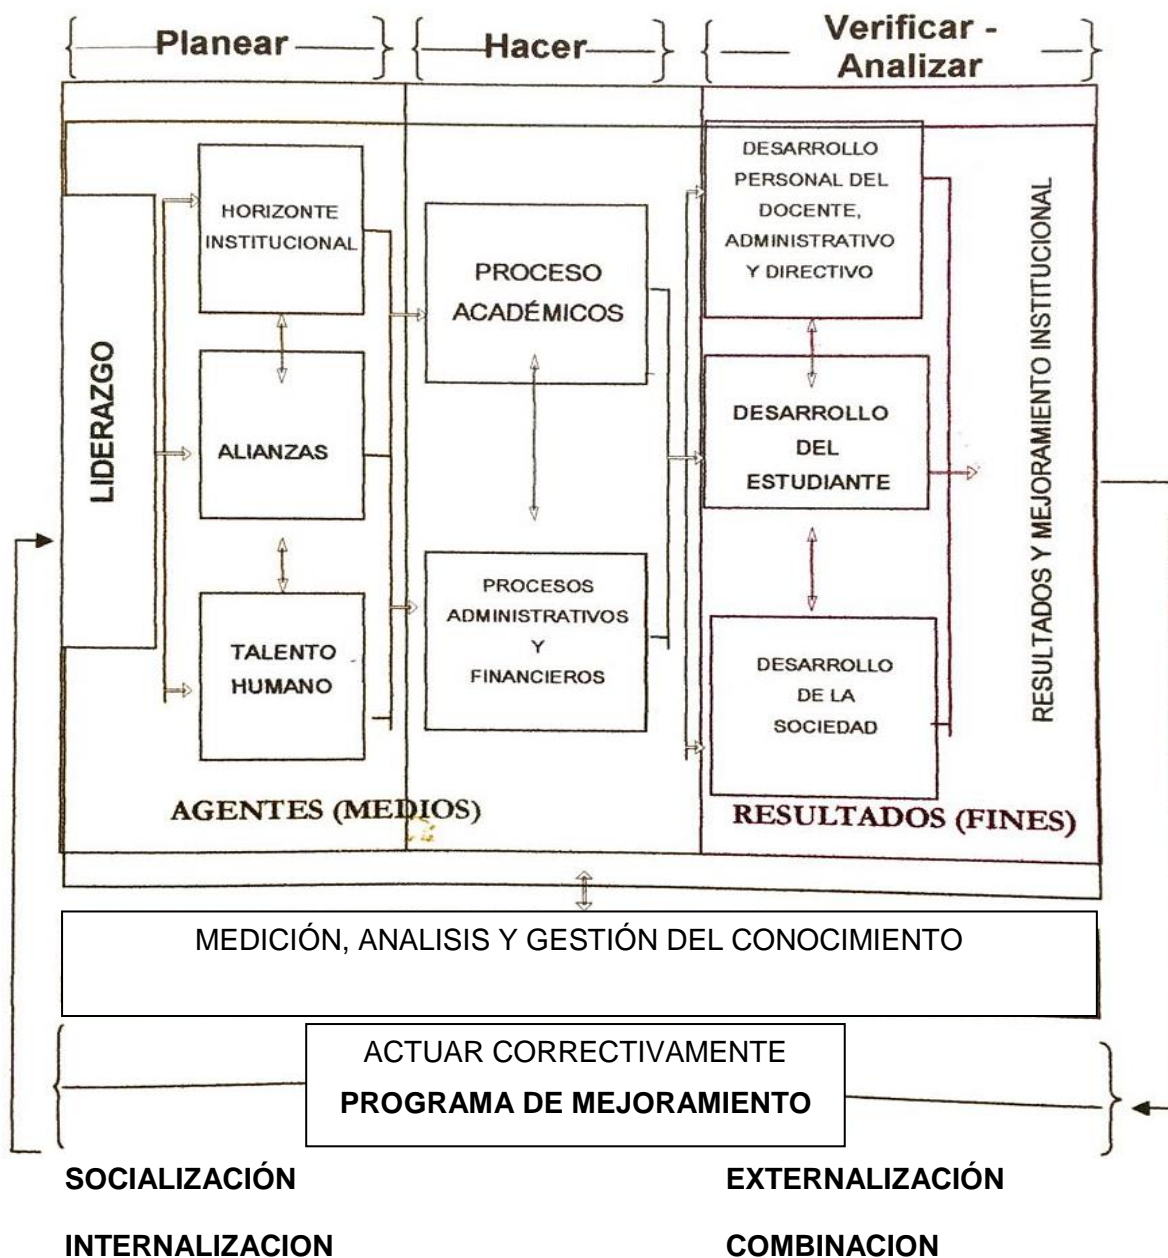 Planear
Hacer
Verificar -
Analizar
LIDERAZGO
HORIZONTE
INSTITUCIONAL
ALIANZAS
TALENTO
HUMANO
PROCESO
ACADÉMICOS
PROCESOS
ADMINISTRATIVOS
Y
FINANCIEROS
DESARROLLO
PERSONAL DEL
DOCENTE,
ADMINISTRATIVO
Y DIRECTIVO
DESARROLLO
DEL
ESTUDIANTE
DESARROLLO
DE LA
SOCIEDAD
RESULTADOS Y MEJORAMIENTO INSTITUCIONAL
AGENTES (MEDIOS)
RESULTADOS (FINES)
MEDICIÓN, ANALISIS Y GESTIÓN DEL CONOCIMIENTO
ACTUAR CORRECTIVAMENTE
PROGRAMA DE MEJORAMIENTO
SOCIALIZACIÓN
EXTERNALIZACIÓN
INTERNALIZACION
COMBINACION